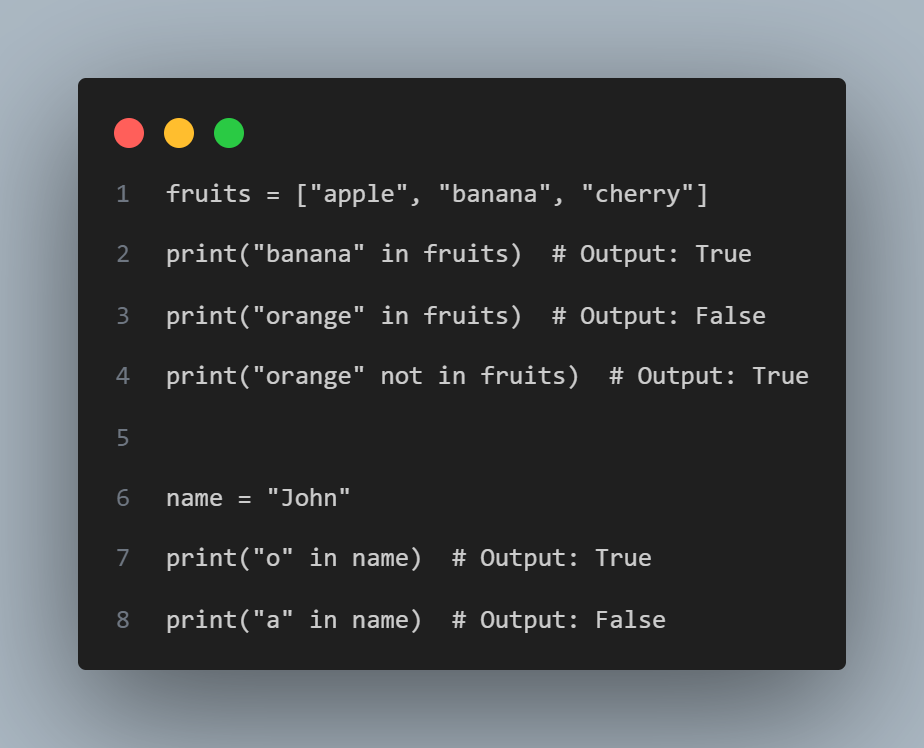 1 fruits = ["apple", "banana", "cherry"]
2 print("banana" in fruits)  # Output: True
3 print("orange" in fruits)  # Output: False
4 print("orange" not in fruits)  # Output: True
5
6 name = "John"
7 print("o" in name)  # Output: True
8 print("a" in name)  # Output: False